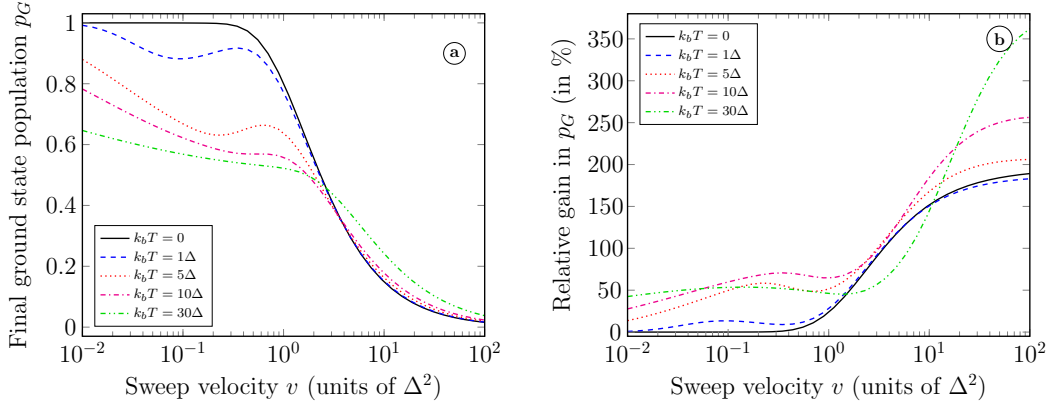 Final ground state population p_G
1
0.8
0.6
0.4
0.2
0
a
k_bT = 0
k_bT = 1Δ
k_bT = 5Δ
k_bT = 10Δ
k_bT = 30Δ
10^{-2} 10^{-1} 10^0 10^1 10^2
Sweep velocity v (units of Δ^2)
Relative gain in p_G (in %)
350
300
250
200
150
100
50
0
b
k_bT = 0
k_bT = 1Δ
k_bT = 5Δ
k_bT = 10Δ
k_bT = 30Δ
10^{-2} 10^{-1} 10^0 10^1 10^2
Sweep velocity v (units of Δ^2)